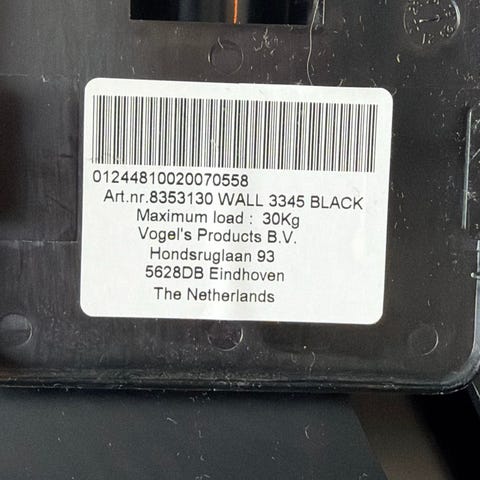 01244810020070558
Art.nr.8353130 WALL 3345 BLACK
Maximum load : 30Kg
Vogel's Products B.V.
Hondsruglaan 93
5628DB Eindhoven
The Netherlands